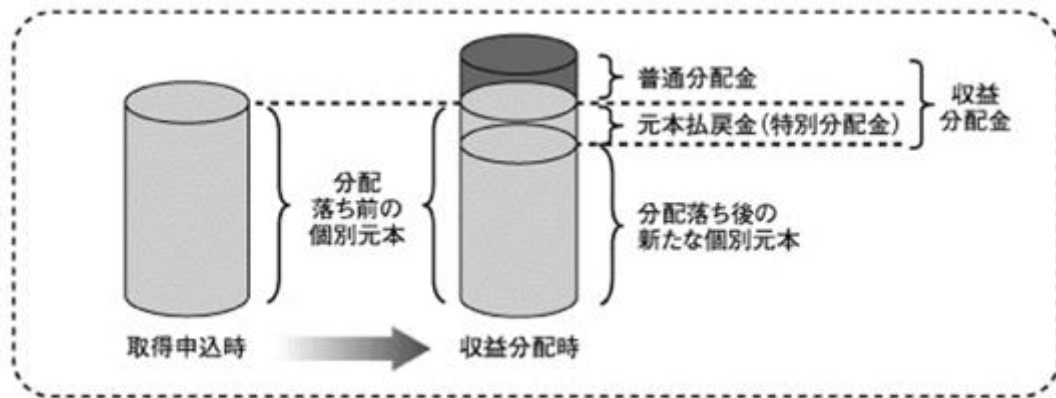 普通分配金
元本払戻金(特別分配金)
収益
分配金
分配
落ち前の
個別元本
分配落ち後の
新たな個別元本
取得申込時
収益分配時